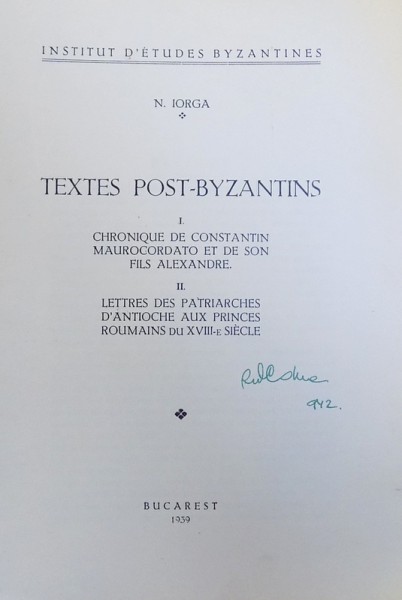 INSTITUT D'ÉTUDES BYZANTINES
N. IORGA
TEXTES POST-BYZANTINS
I.
CHRONIQUE DE CONSTANTIN
MAUROCORDATO ET DE SON
FILS ALEXANDRE.
II.
LETTRES DES PATRIARCHES
D'ANTIOCHE AUX PRINCES
ROUMAINS DU XVIII-E SIÈCLE
942.
BUCAREST
1939